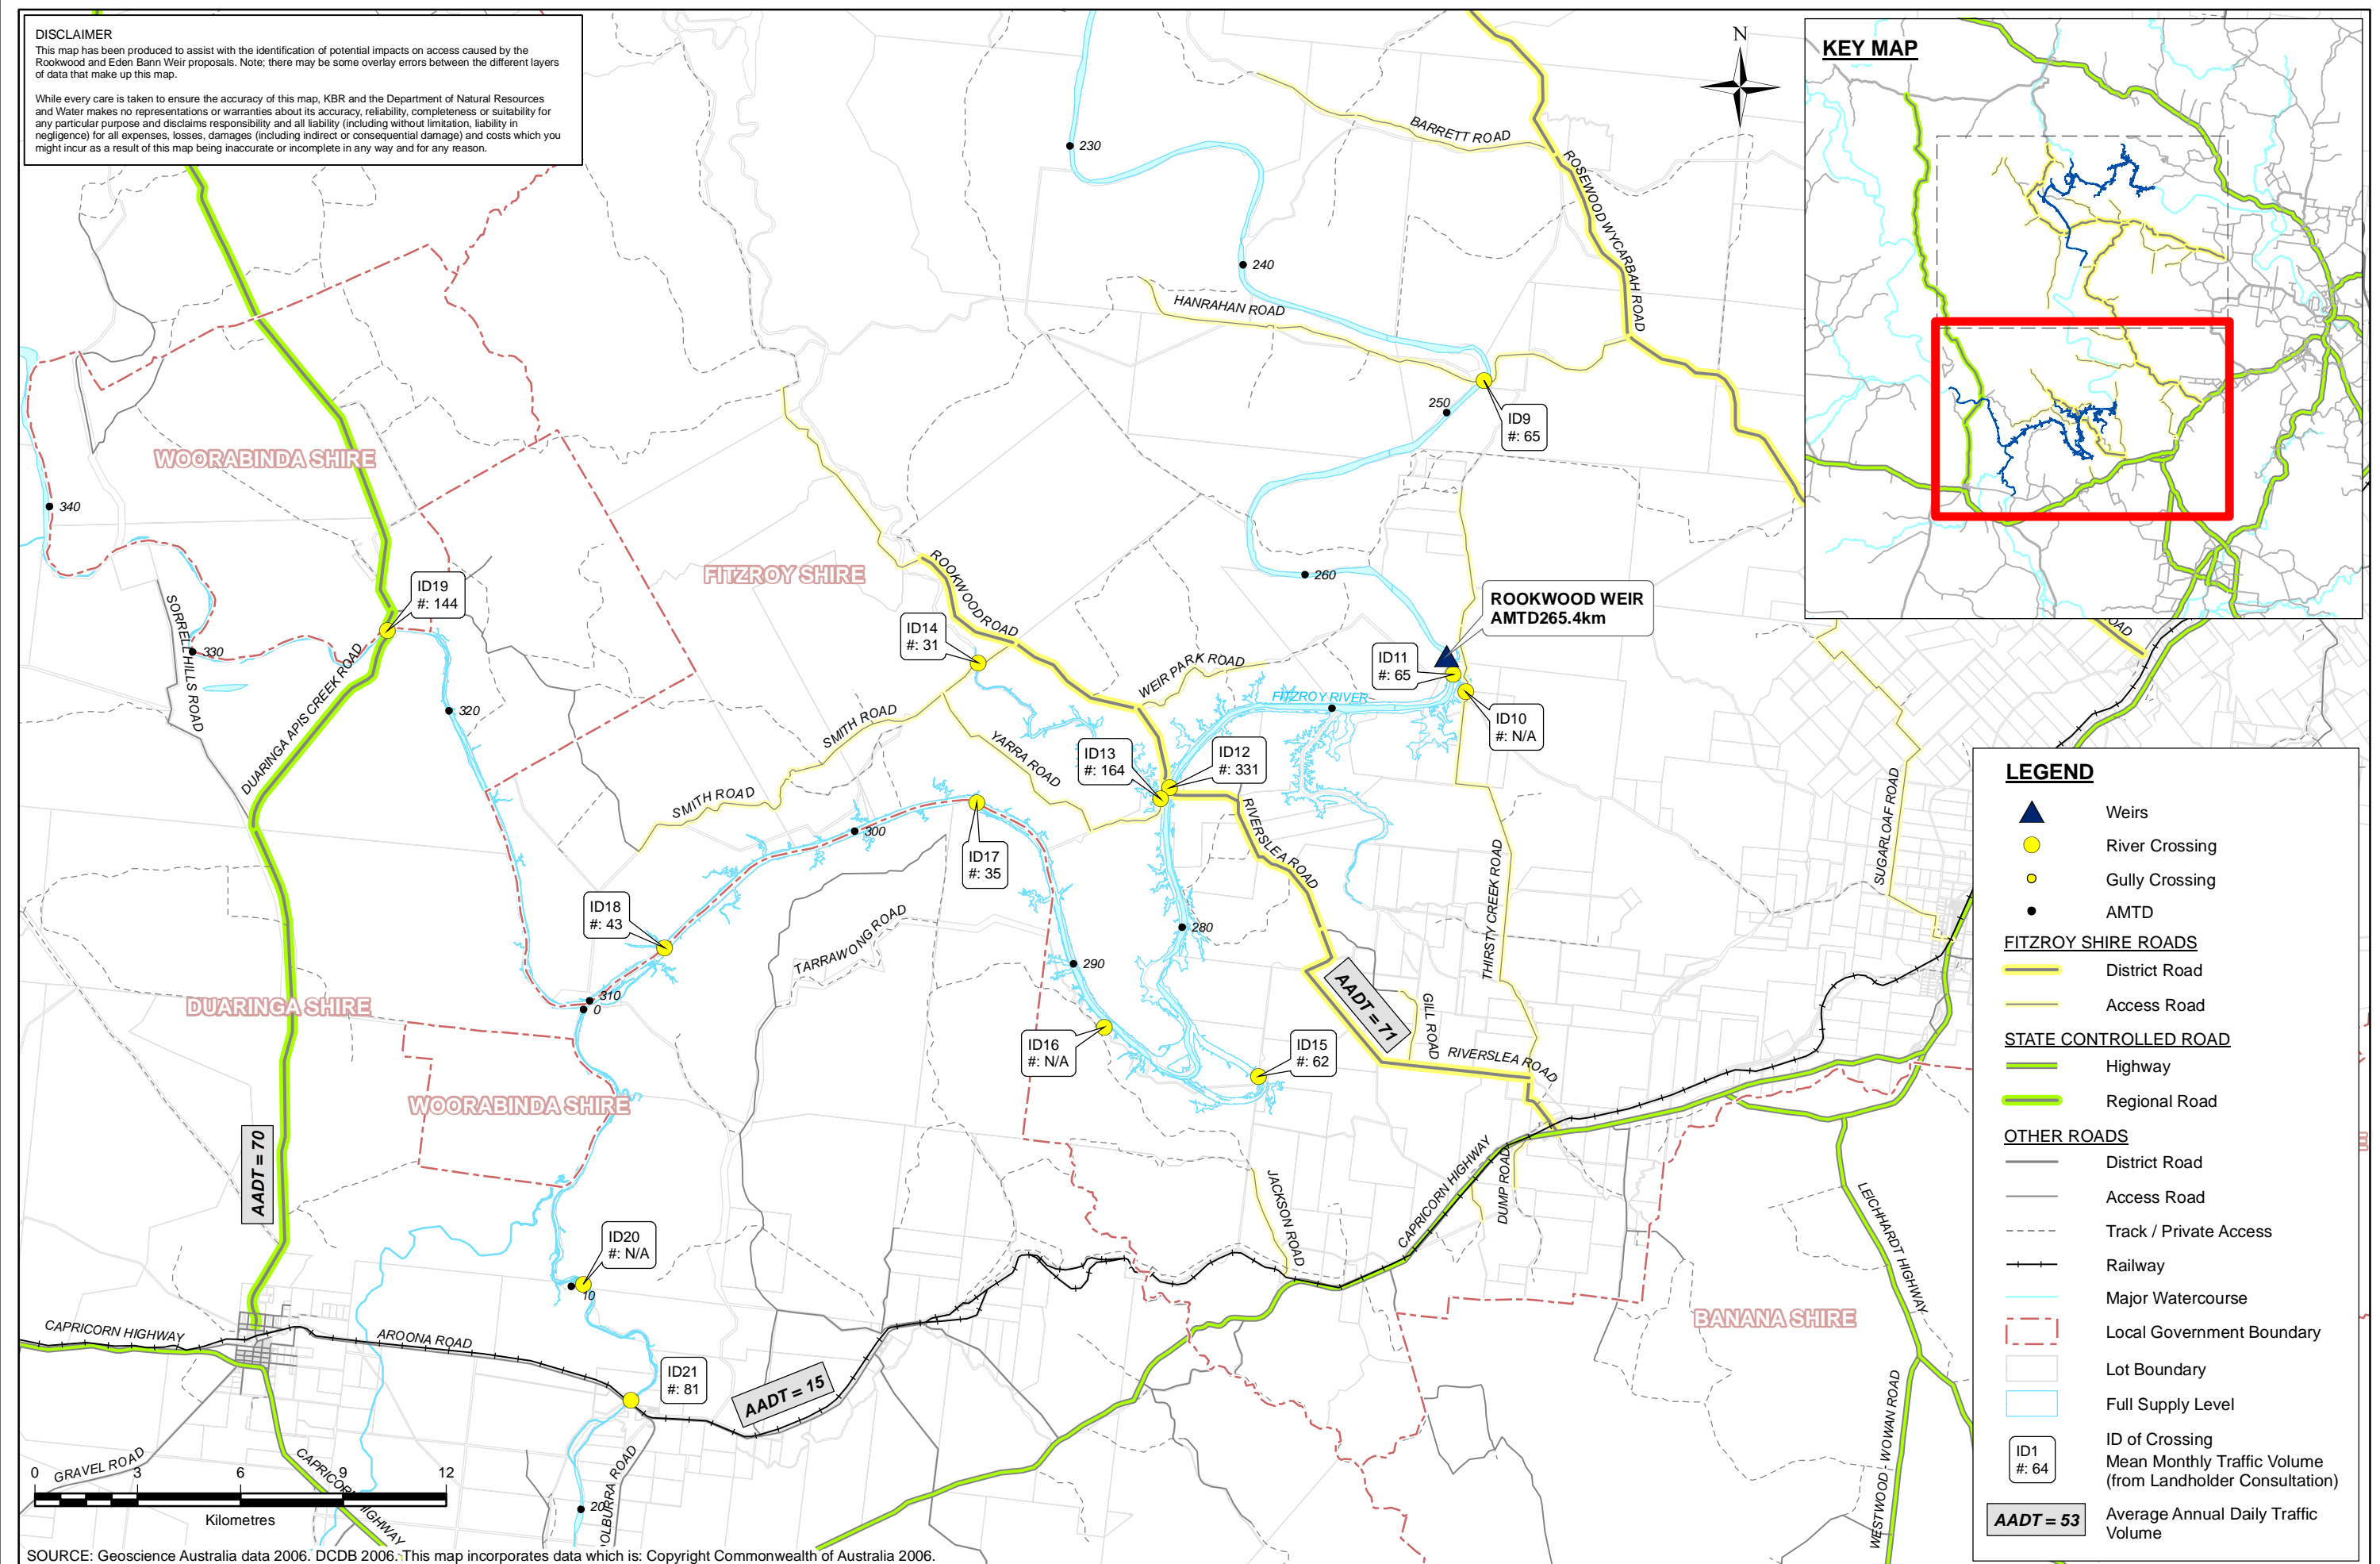 DISCLAIMER
This map has been produced to assist with the identification of potential impacts on access caused by the
Rookwood and Eden Bann Weir proposals. Note; there may be some overlay errors between the different layers
of data that make up this map.
While every care is taken to ensure the accuracy of this map, KBR and the Department of Natural Resources
and Water makes no representations or warranties about its accuracy, reliability, completeness or suitability for
any particular purpose and disclaims responsibility and all liability (including without limitation, liability in
negligence) for all expenses, losses, damages (including indirect or consequential damage) and costs which you
might incur as a result of this map being inaccurate or incomplete in any way and for any reason.
N
KEY MAP
230
BARRETT ROAD
ROSEWOOD WYCARBAH ROAD
240
HANRAHAN ROAD
250
ID9
#: 65
WOORABINDA SHIRE
340
FITZROY SHIRE
ROOKWOOD ROAD
260
ID19
#: 144
ROOKWOOD WEIR
AMTD265.4km
SORRELL HILLS ROAD
330
DUARINGA APIS CREEK ROAD
320
ID14
#: 31
WEIR PARK ROAD
ID11
#: 65
FITZROY RIVER
ID10
#: N/A
SMITH ROAD
YARRA ROAD
ID13
#: 164
ID12
#: 331
SMITH ROAD
300
ID17
#: 35
RIVERSLEA ROAD
THIRSTY CREEK ROAD
SUGARLOAF ROAD
OAD
ID18
#: 43
TARRAWONG ROAD
280
290
310
0
DUARINGA SHIRE
AADT = 71
GILL ROAD
RIVERSLEA ROAD
ID16
#: N/A
ID15
#: 62
WOORABINDA SHIRE
AADT = 70
JACKSON ROAD
CAPRICORN HIGHWAY
DUMP ROAD
LEICHHARDT HIGHWAY
ID20
#: N/A
10
BANANA SHIRE
CAPRICORN HIGHWAY
AROONA ROAD
ID21
#: 81
AADT = 15
WESTWOOD - WOWAN ROAD
GRAVEL ROAD
CAPRICORN HIGHWAY
OLBURRA ROAD
20
0 3 6 9 12
Kilometres
LEGEND
Weirs
River Crossing
Gully Crossing
AMTD
FITZROY SHIRE ROADS
District Road
Access Road
STATE CONTROLLED ROAD
Highway
Regional Road
OTHER ROADS
District Road
Access Road
Track / Private Access
Railway
Major Watercourse
Local Government Boundary
Lot Boundary
Full Supply Level
ID1
#: 64
ID of Crossing
Mean Monthly Traffic Volume
(from Landholder Consultation)
AADT = 53
Average Annual Daily Traffic
Volume
E
SOURCE: Geoscience Australia data 2006. DCDB 2006. This map incorporates data which is: Copyright Commonwealth of Australia 2006.